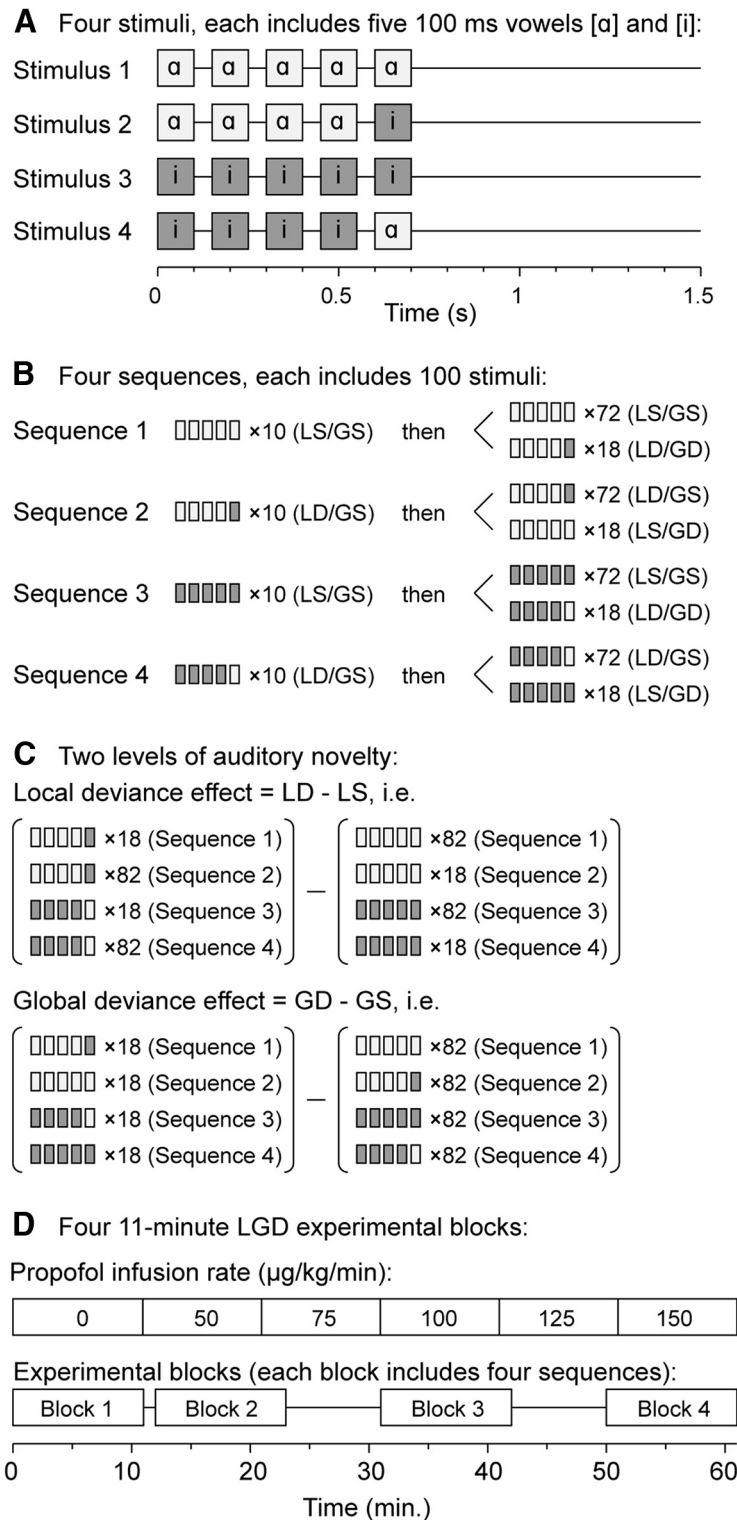 A Four stimuli, each includes five 100 ms vowels [ɑ] and [i]:
Stimulus 1 ɑ ɑ ɑ ɑ ɑ
Stimulus 2 ɑ ɑ ɑ ɑ i
Stimulus 3 i i i i i
Stimulus 4 i i i i ɑ
0 0.5 1 1.5
Time (s)
B Four sequences, each includes 100 stimuli:
Sequence 1 ×10 (LS/GS) then
×72 (LS/GS)
×18 (LD/GD)
Sequence 2 ×10 (LD/GS) then
×72 (LD/GS)
×18 (LS/GD)
Sequence 3 ×10 (LS/GS) then
×72 (LS/GS)
×18 (LD/GD)
Sequence 4 ×10 (LD/GS) then
×72 (LD/GS)
×18 (LS/GD)
C Two levels of auditory novelty:
Local deviance effect = LD - LS, i.e.
×18 (Sequence 1) ×82 (Sequence 1)
×82 (Sequence 2) — ×18 (Sequence 2)
×18 (Sequence 3) ×82 (Sequence 3)
×82 (Sequence 4) ×18 (Sequence 4)
Global deviance effect = GD - GS, i.e.
×18 (Sequence 1) ×82 (Sequence 1)
×18 (Sequence 2) — ×82 (Sequence 2)
×18 (Sequence 3) ×82 (Sequence 3)
×18 (Sequence 4) ×82 (Sequence 4)
D Four 11-minute LGD experimental blocks:
Propofol infusion rate (µg/kg/min):
0 50 75 100 125 150
Experimental blocks (each block includes four sequences):
Block 1 Block 2 Block 3 Block 4
0 10 20 30 40 50 60
Time (min.)